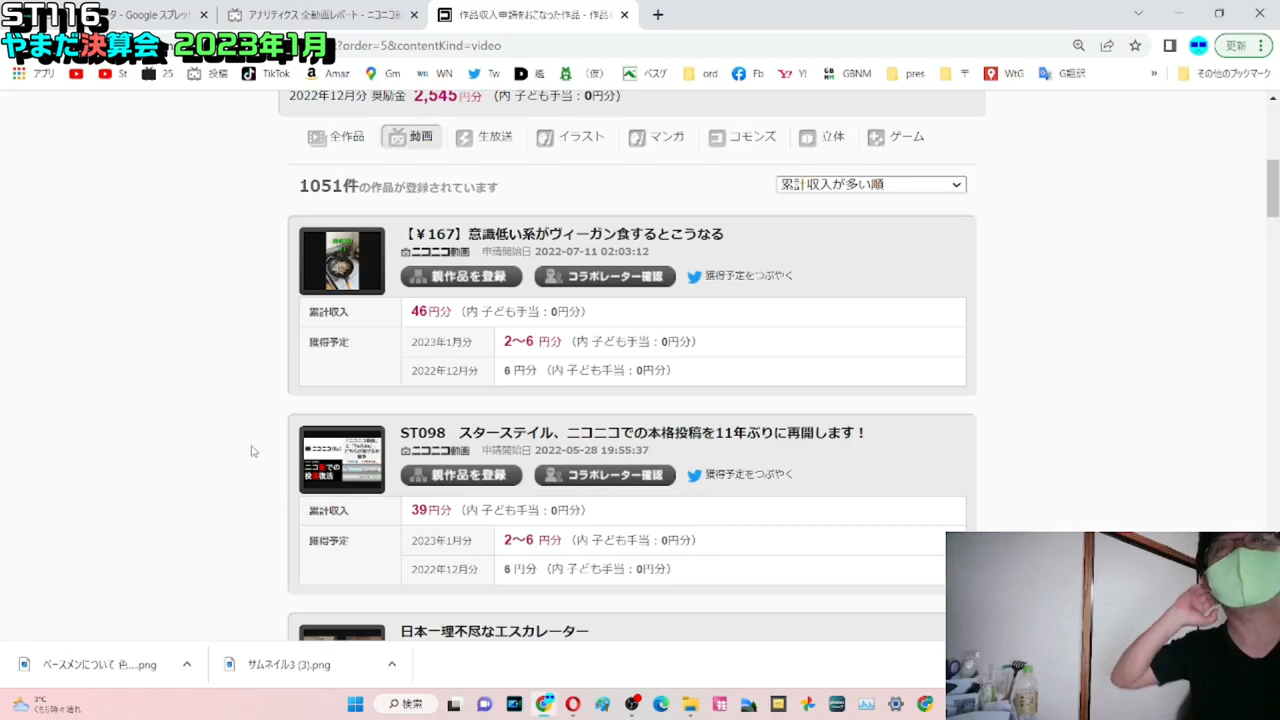 ST116
タ - Google スプレッ
アナリティクス 全動画レポート - ニコニコ動
作品収入申請をおこなった作品 - 作品
やまだ決算会 2023年1月
?order=5&contentKind=video
更新
アプリ
St
25
投稿
TikTok
Amaz
Gm
WN
Tw
艦
(仮)
ベスゲ
ord
Fb
Y!
GBNM
pres
〒
WtG
G翻訳
»
その他のブックマーク
2022年12月分 奨励金 2,545円分 (内 子ども手当：0円分)
全作品
動画
生放送
イラスト
マンガ
コモンズ
立体
ゲーム
1051件の作品が登録されています
累計収入が多い順
【￥167】意識低い系がヴィーガン食するとこうなる
ニコニコ動画 申請開始日 2022-07-11 02:03:12
親作品を登録
コラボレーター確認
獲得予定をつぶやく
累計収入 46円分 (内 子ども手当：0円分)
獲得予定 2023年1月分 2～6 円分 (内 子ども手当：0円分)
2022年12月分 6 円分 (内 子ども手当：0円分)
ST098 スターステイル、ニコニコでの本格投稿を11年ぶりに再開します！
ニコニコ動画 申請開始日 2022-05-28 19:55:37
親作品を登録
コラボレーター確認
獲得予定をつぶやく
累計収入 39円分 (内 子ども手当：0円分)
獲得予定 2023年1月分 2～6 円分 (内 子ども手当：0円分)
2022年12月分 6 円分 (内 子ども手当：0円分)
日本一理不尽なエスカレーター
ベースメンについて 色....png
サムネイル3 (3).png
3°C
くもり時々晴れ
検索